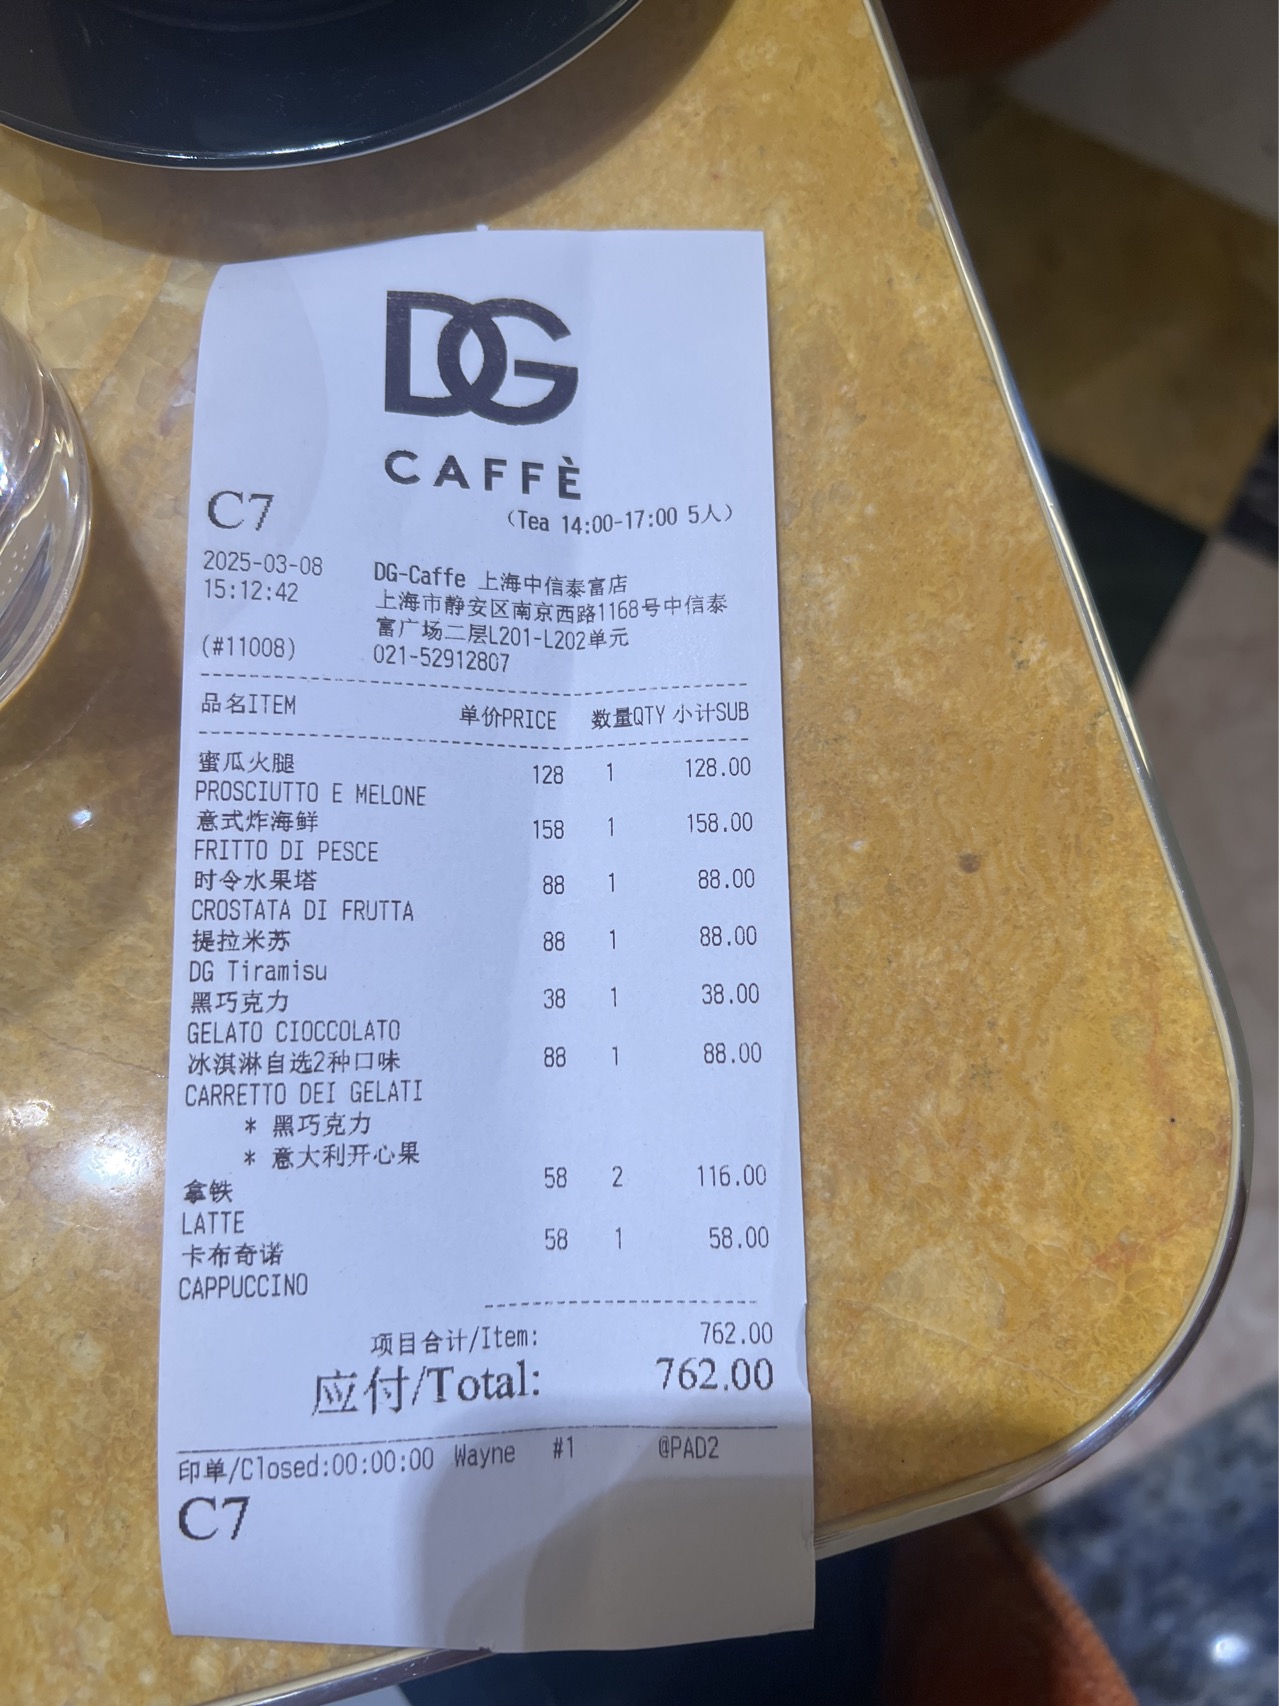 DG
CAFFÈ
C7
(Tea 14:00-17:00 5人)
2025-03-08
15:12:42
(#11008)
DG-Caffe 上海中信泰富店
上海市静安区南京西路1168号中信泰
富广场二层L201-L202单元
021-52912807
品名ITEM 单价PRICE 数量QTY 小计SUB
蜜瓜火腿 128 1 128.00
PROSCIUTTO E MELONE
意式炸海鲜 158 1 158.00
FRITTO DI PESCE
时令水果塔 88 1 88.00
CROSTATA DI FRUTTA
提拉米苏 88 1 88.00
DG Tiramisu
黑巧克力 38 1 38.00
GELATO CIOCCOLATO
冰淇淋自选2种口味 88 1 88.00
CARRETTO DEI GELATI
* 黑巧克力
* 意大利开心果
拿铁 58 2 116.00
LATTE
卡布奇诺 58 1 58.00
CAPPUCCINO
项目合计/Item: 762.00
应付/Total: 762.00
印单/Closed:00:00:00 Wayne #1 @PAD2
C7